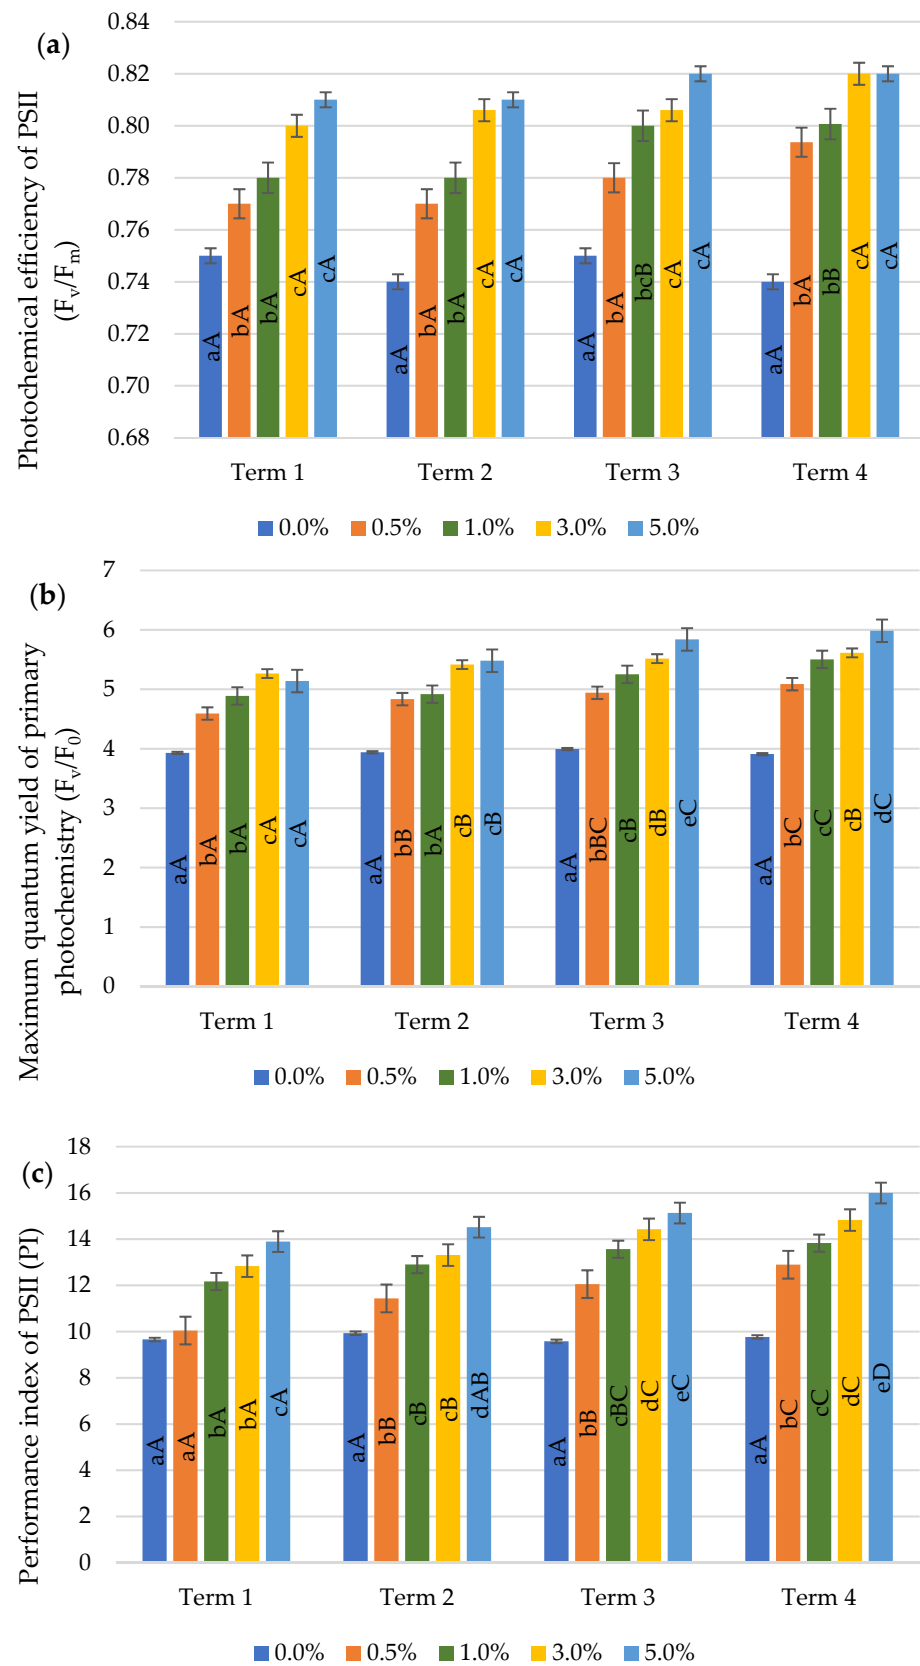 (a)
Photochemical efficiency of PSII
(Fv/Fm)
0.84
0.82
0.80
0.78
0.76
0.74
0.72
0.70
0.68
aA bA bA cA cA
aA bA bA cA cA
aA bA bcB cA cA
aA bA bB cA cA
Term 1 Term 2 Term 3 Term 4
0.0% 0.5% 1.0% 3.0% 5.0%
(b)
Maximum quantum yield of primary
photochemistry (Fv/F0)
7
6
5
4
3
2
1
0
aA bA bA cA cA
aA bB bA cB cB
aA bBC cB dB eC
aA bC cC cB dC
Term 1 Term 2 Term 3 Term 4
0.0% 0.5% 1.0% 3.0% 5.0%
(c)
Performance index of PSII (PI)
18
16
14
12
10
8
6
4
2
0
aA aA bA bA cA
aA bB cB cB dAB
aA bB cBC dC eC
aA bC cC dC eD
Term 1 Term 2 Term 3 Term 4
0.0% 0.5% 1.0% 3.0% 5.0%